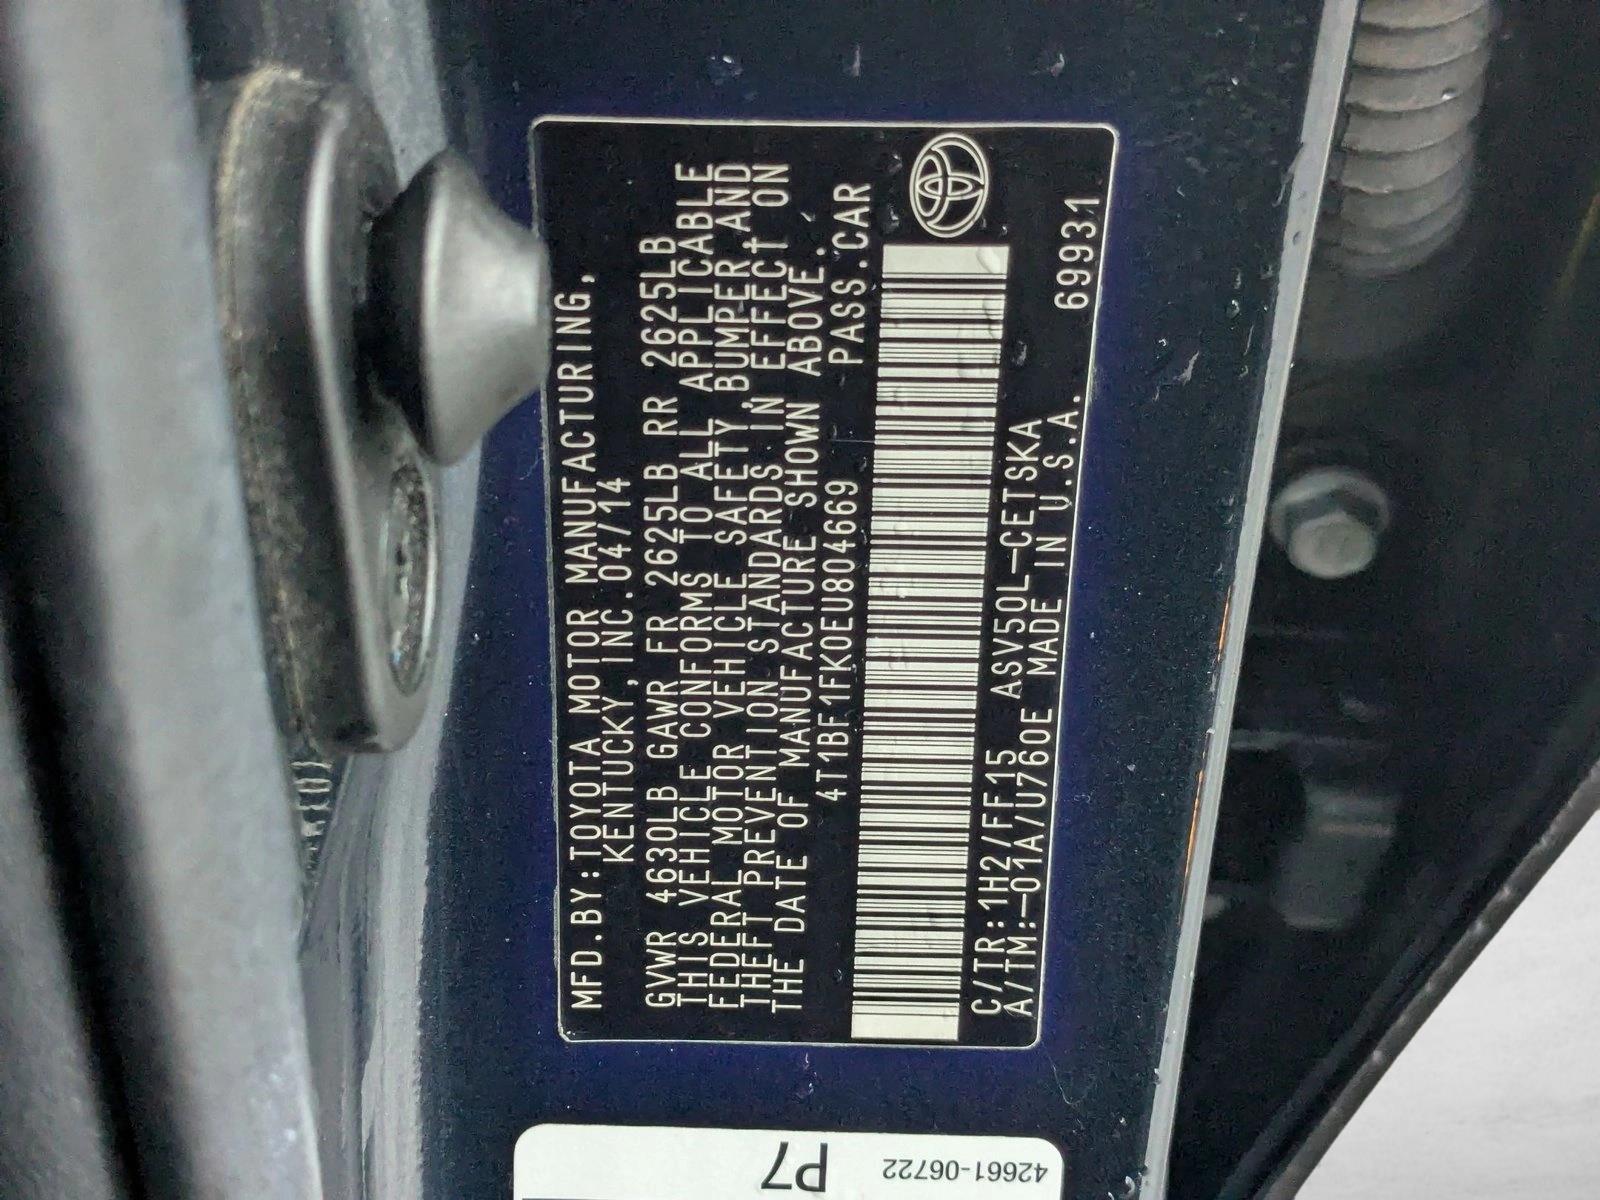 MFD.BY:TOYOTA MOTOR MANUFACTURING,
KENTUCKY,INC.04/14
GVWR 4630LB GAWR FR 2625LB RR 2625LB
THIS VEHICLE CONFORMS TO ALL APPLICABLE
FEDERAL MOTOR VEHICLE SAFETY,BUMPER,AND
THEFT PREVENTION STANDARDS IN EFFECT ON
THE DATE OF MANUFACTURE SHOWN ABOVE.
4T1BF1FK0EU804669 PASS.CAR
C/TR:1H2/FF15 ASV50L-CETSKA
A/TM:-01A/U760E MADE IN U.S.A.
69931
P7
42661-06722